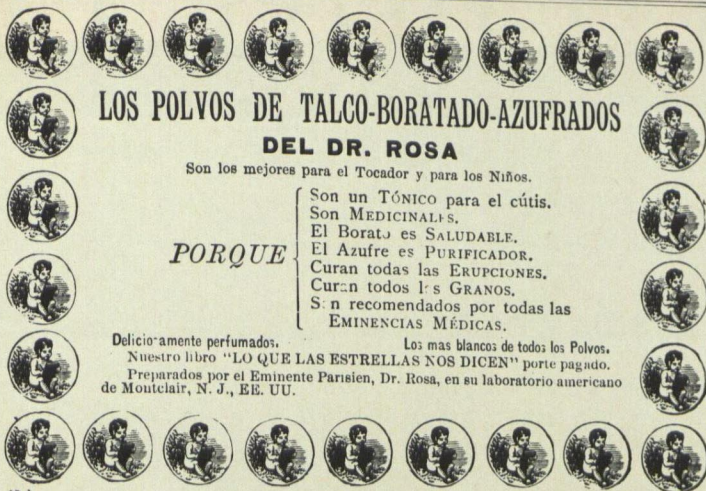 LOS POLVOS DE TALCO-BORATADO-AZUFRADOS
DEL DR. ROSA
Son los mejores para el Tocador y para los Niños.
PORQUE
Son un TÓNICO para el cútis.
Son MEDICINALES.
El Borato es SALUDABLE.
El Azufre es PURIFICADOR.
Curan todas las ERUPCIONES.
Curan todos los GRANOS.
Son recomendados por todas las
EMINENCIAS MÉDICAS.
Deliciosamente perfumados. Los mas blancos de todos los Polvos.
Nuestro libro "LO QUE LAS ESTRELLAS NOS DICEN" porte pagado.
Preparados por el Eminente Parisien, Dr. Rosa, en su laboratorio americano
de Montclair, N. J., EE. UU.